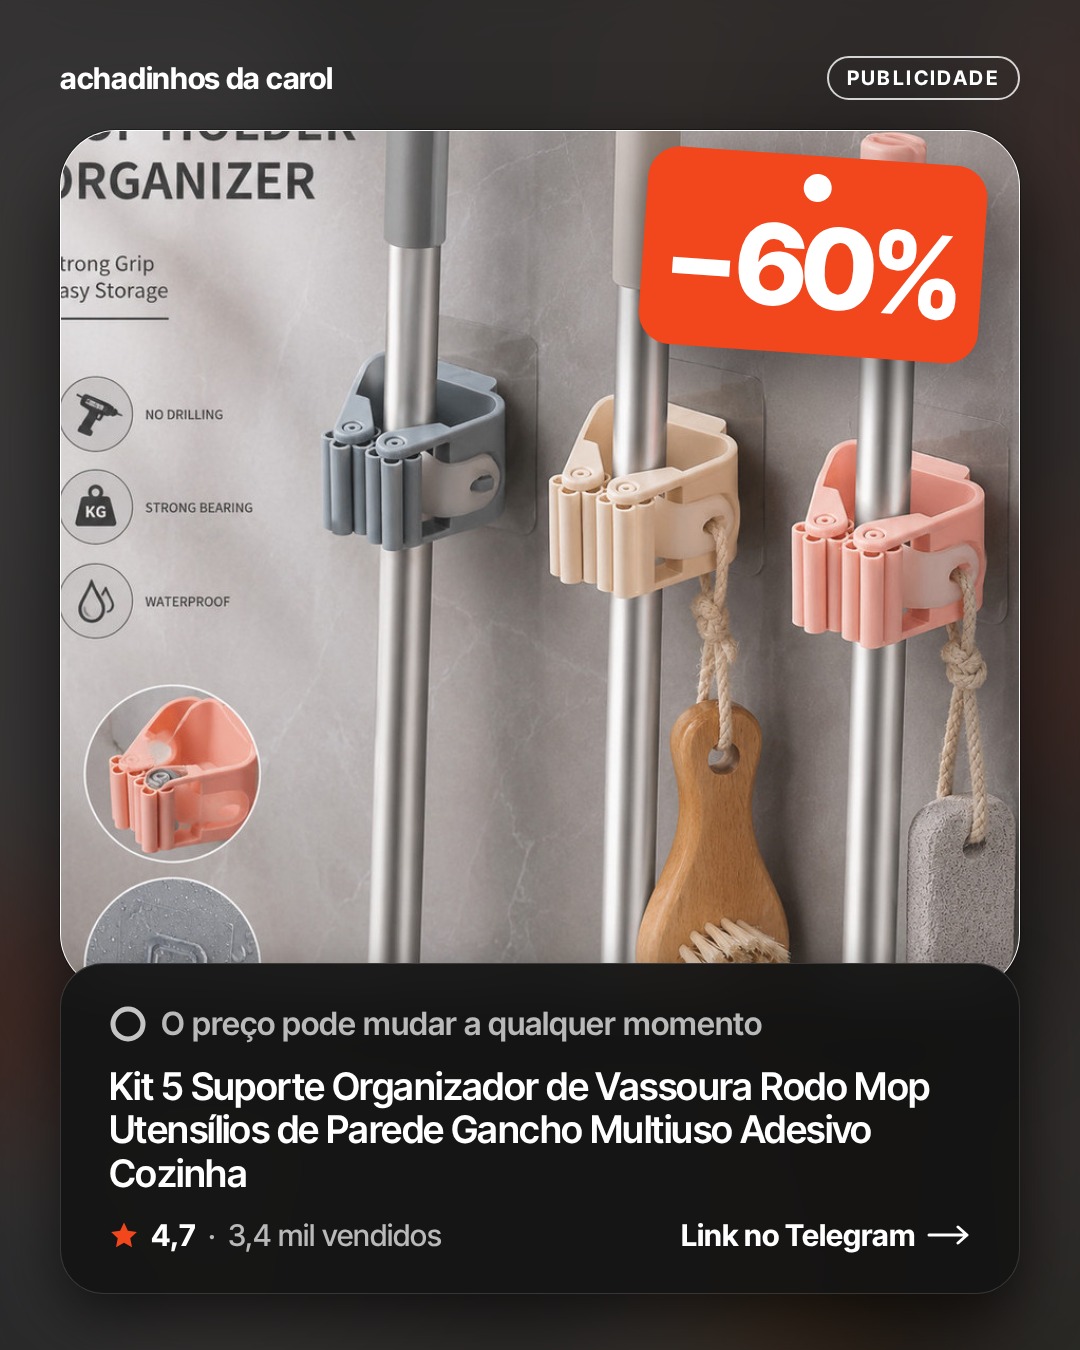 achadinhos da carol
PUBLICIDADE
HOLDER
ORGANIZER
trong Grip
asy Storage
NO DRILLING
KG
STRONG BEARING
WATERPROOF
−60%
O preço pode mudar a qualquer momento
Kit 5 Suporte Organizador de Vassoura Rodo Mop
Utensílios de Parede Gancho Multiuso Adesivo
Cozinha
4,7 · 3,4 mil vendidos
Link no Telegram →